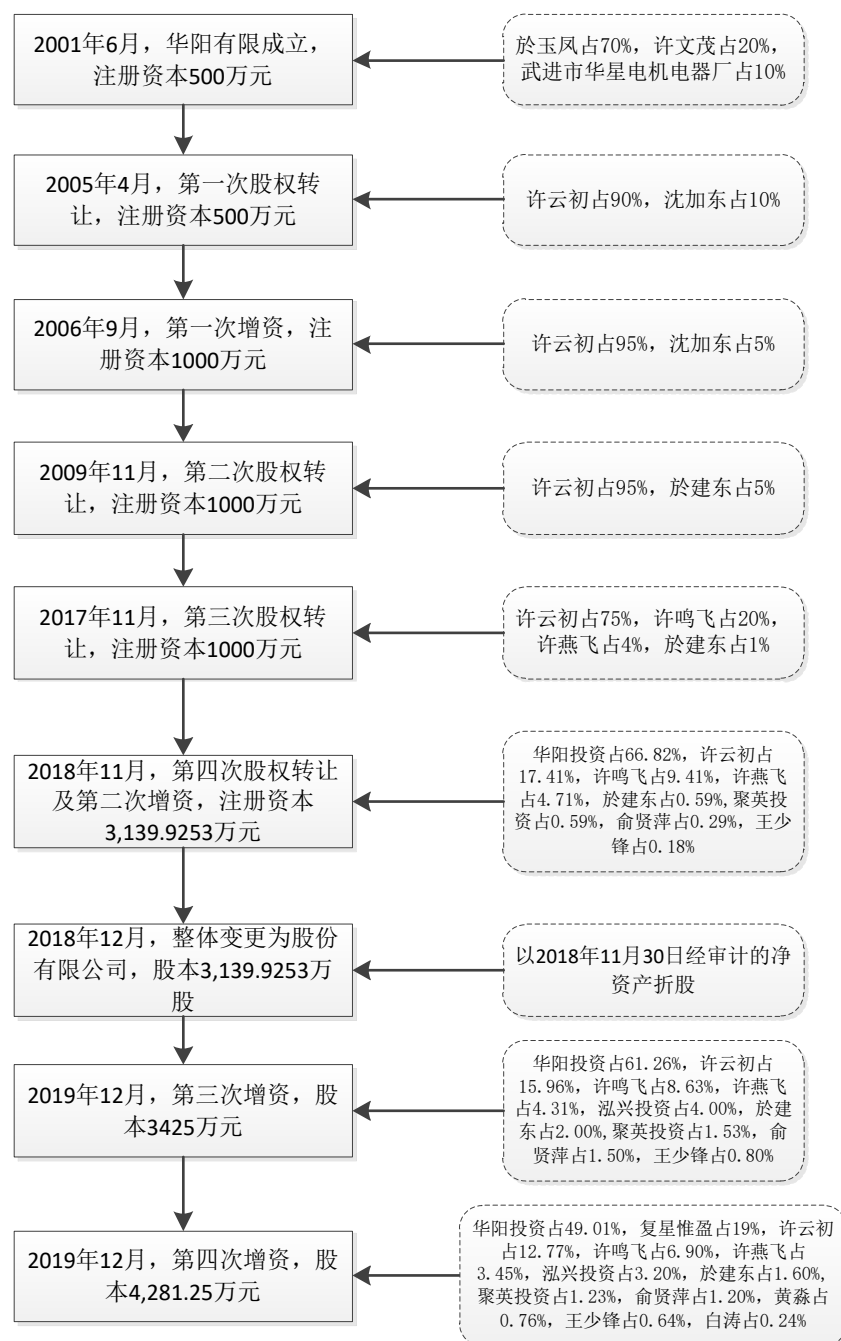 2001年6月，华阳有限成立，
注册资本500万元
於玉凤占70%，许文茂占20%，
武进市华星电机电器厂占10%
2005年4月，第一次股权转
让，注册资本500万元
许云初占90%，沈加东占10%
2006年9月，第一次增资，注
册资本1000万元
许云初占95%，沈加东占5%
2009年11月，第二次股权转
让，注册资本1000万元
许云初占95%，於建东占5%
2017年11月，第三次股权转
让，注册资本1000万元
许云初占75%，许鸣飞占20%，
许燕飞占4%，於建东占1%
2018年11月，第四次股权转让
及第二次增资，注册资本
3,139.9253万元
华阳投资占66.82%，许云初占
17.41%，许鸣飞占9.41%，许燕飞
占4.71%，於建东占0.59%,聚英投
资占0.59%，俞贤萍占0.29%，王少
锋占0.18%
2018年12月，整体变更为股份
有限公司，股本3,139.9253万
股
以2018年11月30日经审计的净
资产折股
2019年12月，第三次增资，股
本3425万元
华阳投资占61.26%，许云初占
15.96%，许鸣飞占8.63%，许燕飞
占4.31%，泓兴投资占4.00%，於建
东占2.00%,聚英投资占1.53%，俞
贤萍占1.50%，王少锋占0.80%
2019年12月，第四次增资，股
本4,281.25万元
华阳投资占49.01%，复星惟盈占19%，许云初
占12.77%，许鸣飞占6.90%，许燕飞占
3.45%，泓兴投资占3.20%，於建东占1.60%,
聚英投资占1.23%，俞贤萍占1.20%，黄淼占
0.76%，王少锋占0.64%，白涛占0.24%